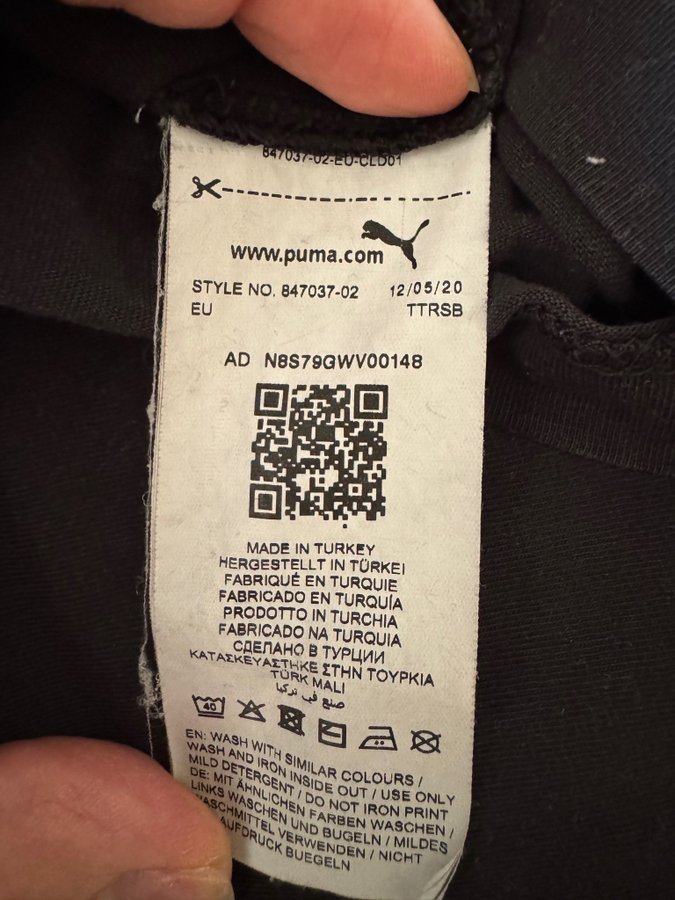 847037-02-EU-CLD01
www.puma.com
STYLE NO. 847037-02 12/05/20
EU TTRSB
AD N8S79GWV00148
MADE IN TURKEY
HERGESTELLT IN TÜRKEI
FABRIQUÉ EN TURQUIE
FABRICADO EN TURQUÍA
PRODOTTO IN TURCHIA
FABRICADO NA TURQUIA
СДЕЛАНО В ТУРЦИИ
ΚΑΤΑΣΚΕΥΑΣΤΗΚΕ ΣΤΗΝ ΤΟΥΡΚΙΑ
TÜRK MALI
صنع في تركيا
40
EN: WASH WITH SIMILAR COLOURS /
WASH AND IRON INSIDE OUT / USE ONLY
MILD DETERGENT / DO NOT IRON PRINT
DE: MIT ÄHNLICHEN FARBEN WASCHEN /
LINKS WASCHEN UND BUGELN / MILDES
WASCHMITTEL VERWENDEN / NICHT
AUFDRUCK BUEGELN